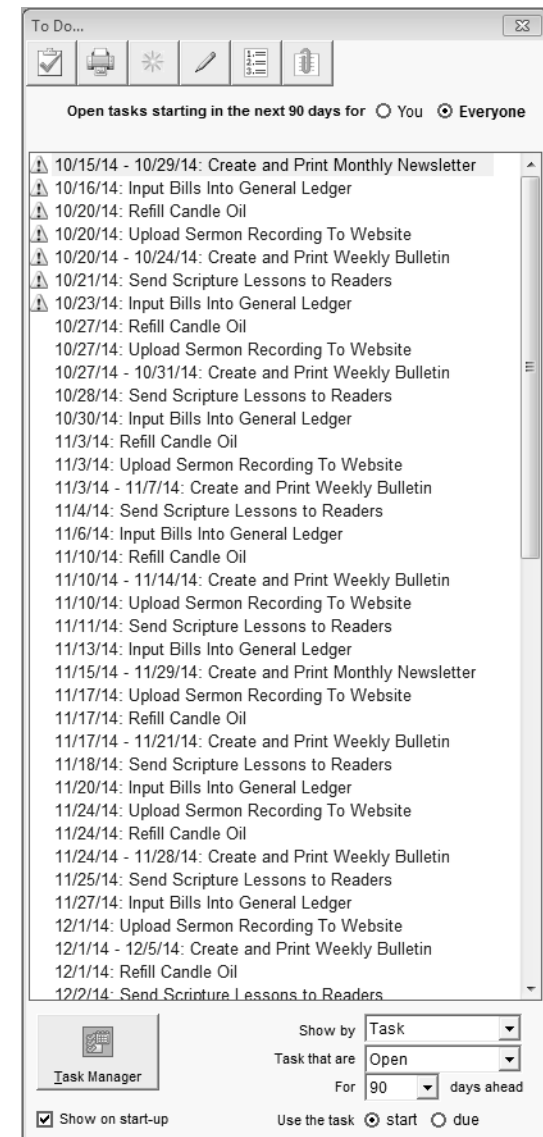 To Do...
Open tasks starting in the next 90 days for You Everyone
10/15/14 - 10/29/14: Create and Print Monthly Newsletter
10/16/14: Input Bills Into General Ledger
10/20/14: Refill Candle Oil
10/20/14: Upload Sermon Recording To Website
10/20/14 - 10/24/14: Create and Print Weekly Bulletin
10/21/14: Send Scripture Lessons to Readers
10/23/14: Input Bills Into General Ledger
10/27/14: Refill Candle Oil
10/27/14: Upload Sermon Recording To Website
10/27/14 - 10/31/14: Create and Print Weekly Bulletin
10/28/14: Send Scripture Lessons to Readers
10/30/14: Input Bills Into General Ledger
11/3/14: Refill Candle Oil
11/3/14: Upload Sermon Recording To Website
11/3/14 - 11/7/14: Create and Print Weekly Bulletin
11/4/14: Send Scripture Lessons to Readers
11/6/14: Input Bills Into General Ledger
11/10/14: Refill Candle Oil
11/10/14 - 11/14/14: Create and Print Weekly Bulletin
11/10/14: Upload Sermon Recording To Website
11/11/14: Send Scripture Lessons to Readers
11/13/14: Input Bills Into General Ledger
11/15/14 - 11/29/14: Create and Print Monthly Newsletter
11/17/14: Upload Sermon Recording To Website
11/17/14: Refill Candle Oil
11/17/14 - 11/21/14: Create and Print Weekly Bulletin
11/18/14: Send Scripture Lessons to Readers
11/20/14: Input Bills Into General Ledger
11/24/14: Upload Sermon Recording To Website
11/24/14: Refill Candle Oil
11/24/14 - 11/28/14: Create and Print Weekly Bulletin
11/25/14: Send Scripture Lessons to Readers
11/27/14: Input Bills Into General Ledger
12/1/14: Upload Sermon Recording To Website
12/1/14 - 12/5/14: Create and Print Weekly Bulletin
12/1/14: Refill Candle Oil
12/2/14: Send Scripture Lessons to Readers
Show by Task
Task that are Open
Task Manager
For 90 days ahead
Show on start-up
Use the task start due